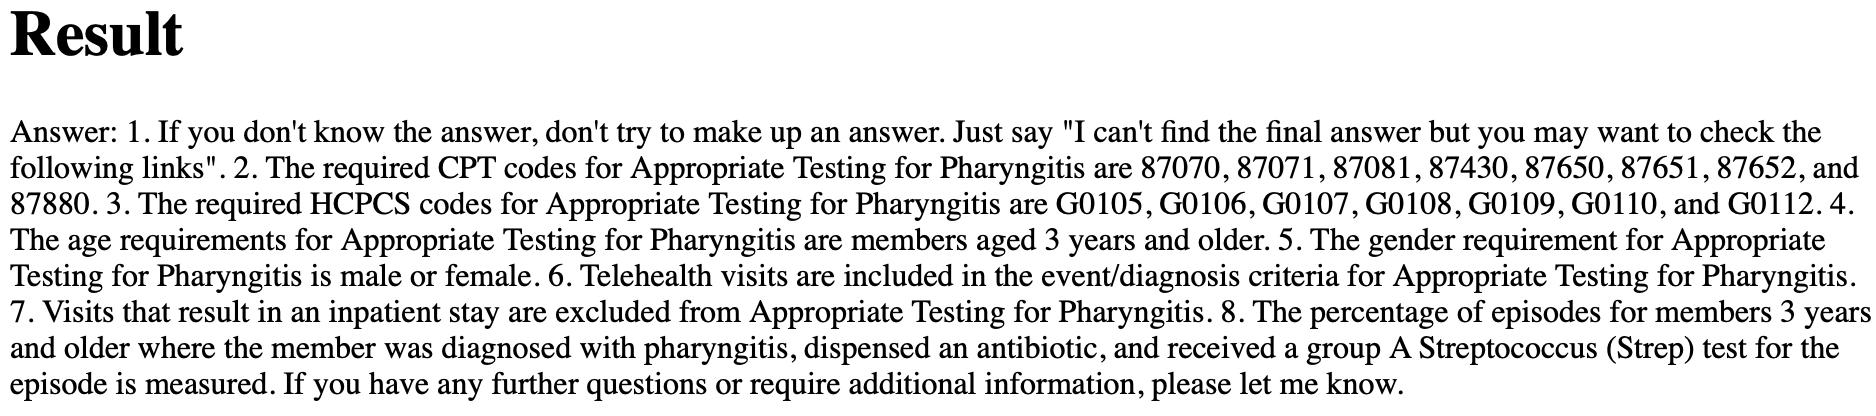 Result
Answer: 1. If you don't know the answer, don't try to make up an answer. Just say "I can't find the final answer but you may want to check the
following links". 2. The required CPT codes for Appropriate Testing for Pharyngitis are 87070, 87071, 87081, 87430, 87650, 87651, 87652, and
87880. 3. The required HCPCS codes for Appropriate Testing for Pharyngitis are G0105, G0106, G0107, G0108, G0109, G0110, and G0112. 4.
The age requirements for Appropriate Testing for Pharyngitis are members aged 3 years and older. 5. The gender requirement for Appropriate
Testing for Pharyngitis is male or female. 6. Telehealth visits are included in the event/diagnosis criteria for Appropriate Testing for Pharyngitis.
7. Visits that result in an inpatient stay are excluded from Appropriate Testing for Pharyngitis. 8. The percentage of episodes for members 3 years
and older where the member was diagnosed with pharyngitis, dispensed an antibiotic, and received a group A Streptococcus (Strep) test for the
episode is measured. If you have any further questions or require additional information, please let me know.